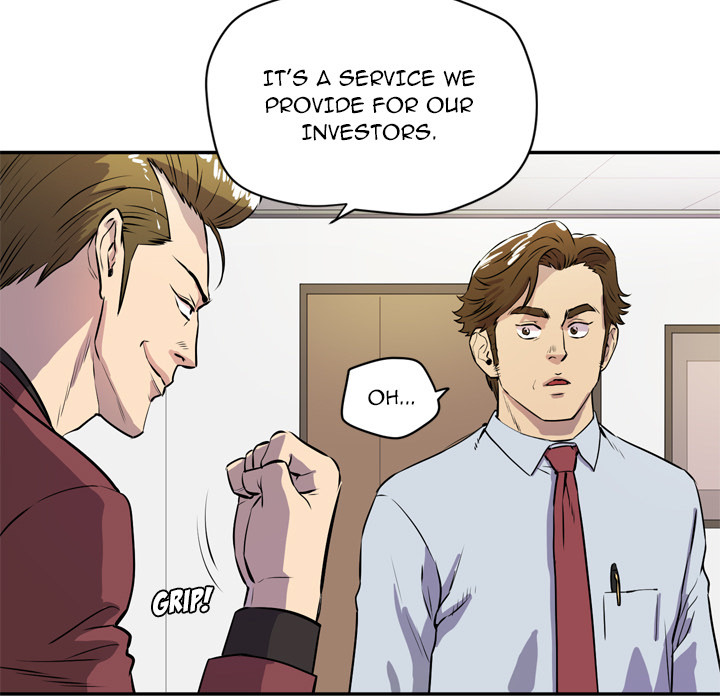 IT'S A SERVICE WE
PROVIDE FOR OUR
INVESTORS.
OH...
GRIP!